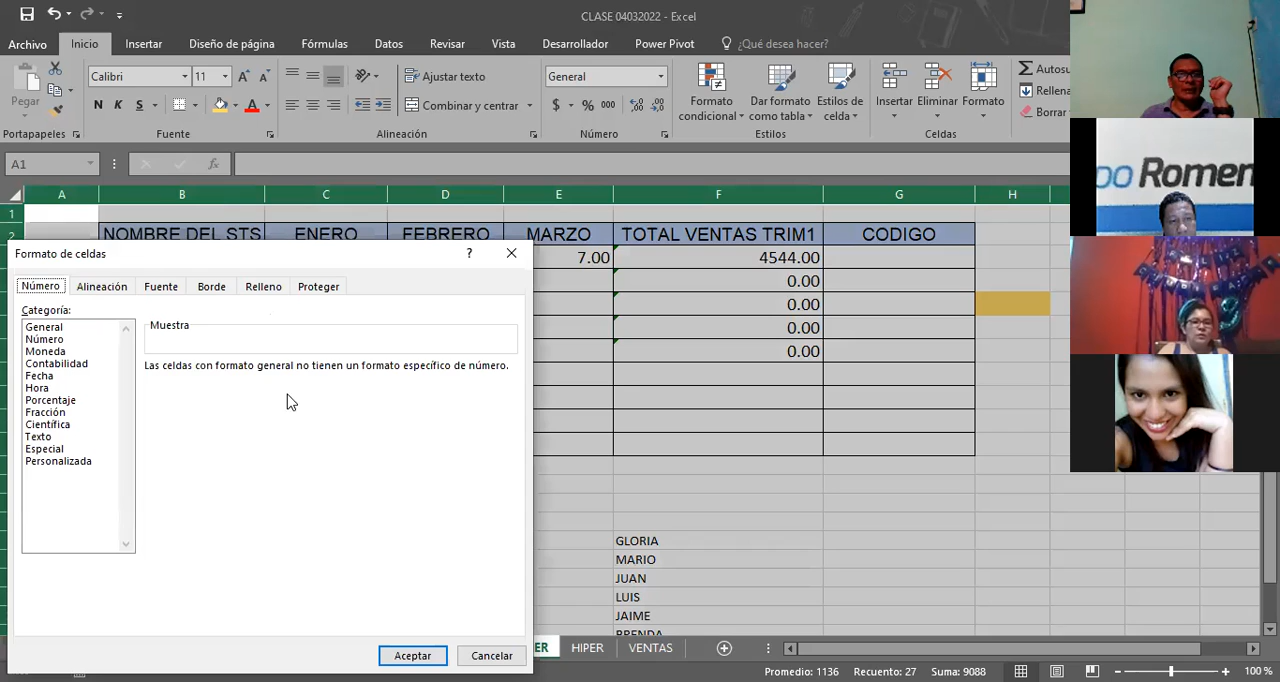 CLASE 04032022 - Excel
Archivo Inicio Insertar Diseño de página Fórmulas Datos Revisar Vista Desarrollador Power Pivot ¿Qué desea hacer?
Pegar
Calibri 11
N K S
Ajustar texto
Combinar y centrar
General
$ % 000
Formato condicional
Dar formato como tabla
Estilos de celda
Insertar Eliminar Formato
Autosu
Rellena
Borrar
Portapapeles Fuente Alineación Número Estilos Celdas
A1 fx
A B C D E F G H
1
2 NOMBRE DEL STS ENERO FEBRERO MARZO TOTAL VENTAS TRIM1 CODIGO
7.00 4544.00
0.00
0.00
0.00
0.00
Formato de celdas ?
Número Alineación Fuente Borde Relleno Proteger
Categoría:
General
Número
Moneda
Contabilidad
Fecha
Hora
Porcentaje
Fracción
Científica
Texto
Especial
Personalizada
Muestra
Las celdas con formato general no tienen un formato específico de número.
Aceptar Cancelar
GLORIA
MARIO
JUAN
LUIS
JAIME
BRENDA
ER HIPER VENTAS
Promedio: 1136 Recuento: 27 Suma: 9088 100 %
po Romen